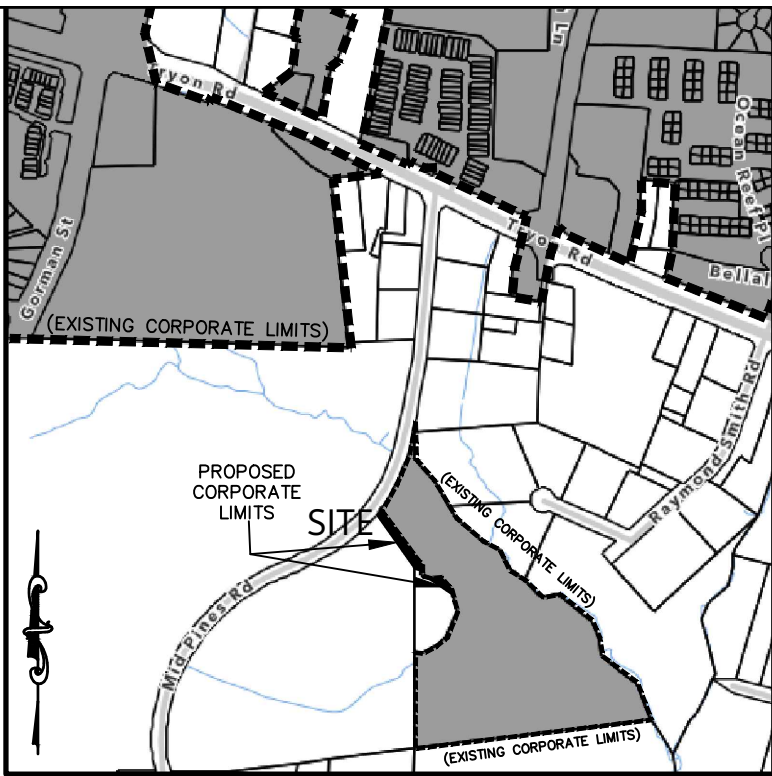 Ln
Tryon Rd
Ocean Reef Pl
Gorman St
Tryon Rd
Bellal
(EXISTING CORPORATE LIMITS)
Raymond Smith Rd
PROPOSED
CORPORATE
LIMITS
SITE
(EXISTING CORPORATE LIMITS)
Mid Pines Rd
(EXISTING CORPORATE LIMITS)